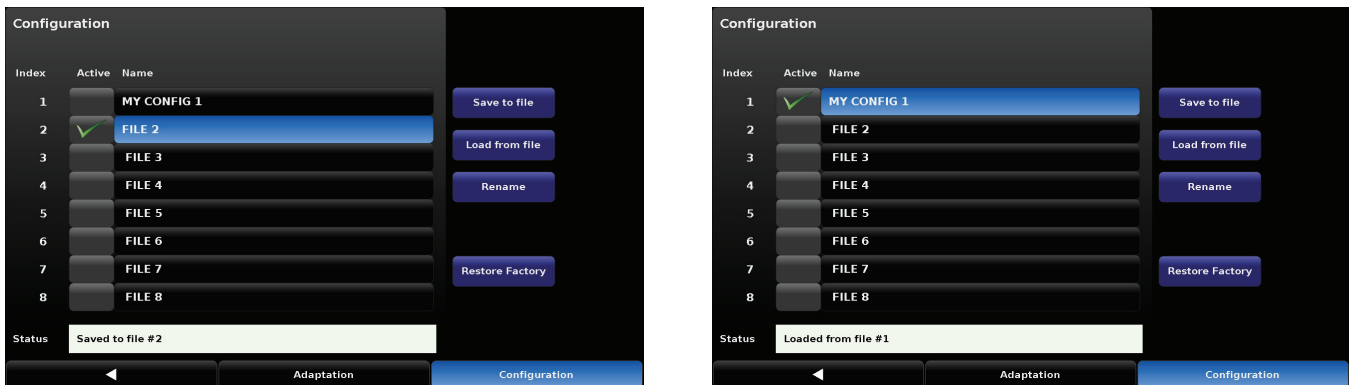 Configuration
Index Active Name
1 MY CONFIG 1 Save to file
2 FILE 2 Load from file
3 FILE 3
4 FILE 4 Rename
5 FILE 5
6 FILE 6
7 FILE 7 Restore Factory
8 FILE 8
Status Saved to file #2
Adaptation Configuration
Configuration
Index Active Name
1 MY CONFIG 1 Save to file
2 FILE 2 Load from file
3 FILE 3
4 FILE 4 Rename
5 FILE 5
6 FILE 6
7 FILE 7 Restore Factory
8 FILE 8
Status Loaded from file #1
Adaptation Configuration